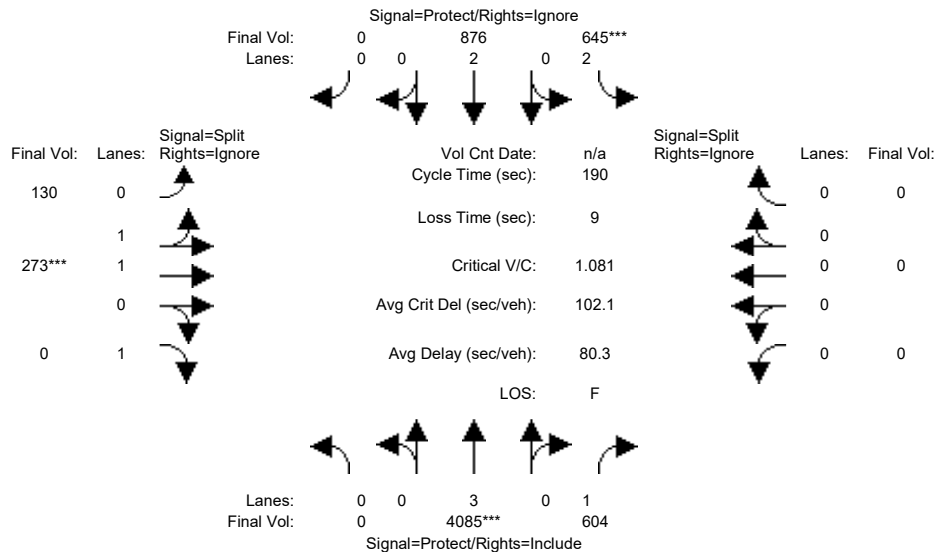 Signal=Protect/Rights=Ignore
Final Vol: 0 876 645***
Lanes: 0 0 2 0 2
Signal=Split
Final Vol: Lanes: Rights=Ignore
Vol Cnt Date: n/a
Signal=Split
Rights=Ignore Lanes: Final Vol:
Cycle Time (sec): 190
130 0
0 0
Loss Time (sec): 9
1
0
273*** 1
Critical V/C: 1.081
0 0
0
Avg Crit Del (sec/veh): 102.1
0
0 1
Avg Delay (sec/veh): 80.3
0 0
LOS: F
Lanes: 0 0 3 0 1
Final Vol: 0 4085*** 604
Signal=Protect/Rights=Include